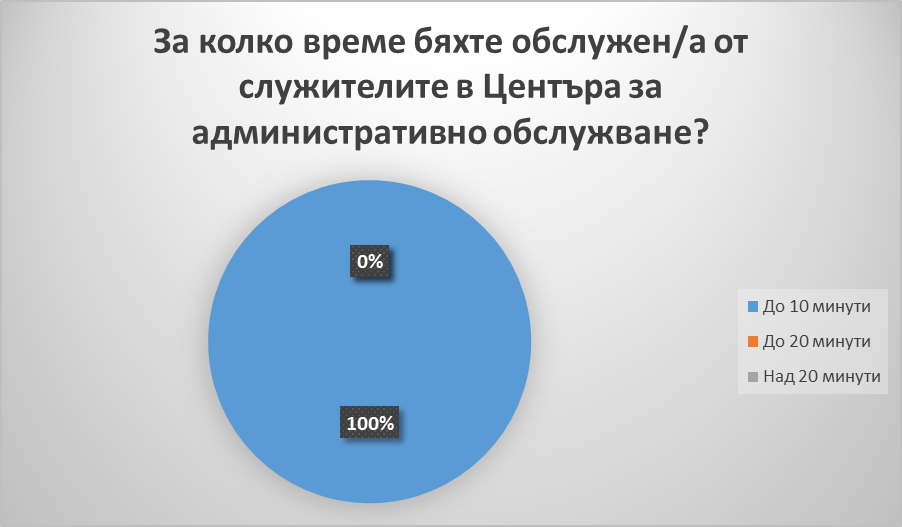 За колко време бяхте обслужен/а от
служителите в Центъра за
административно обслужване?
0%
100%
До 10 минути
До 20 минути
Над 20 минути